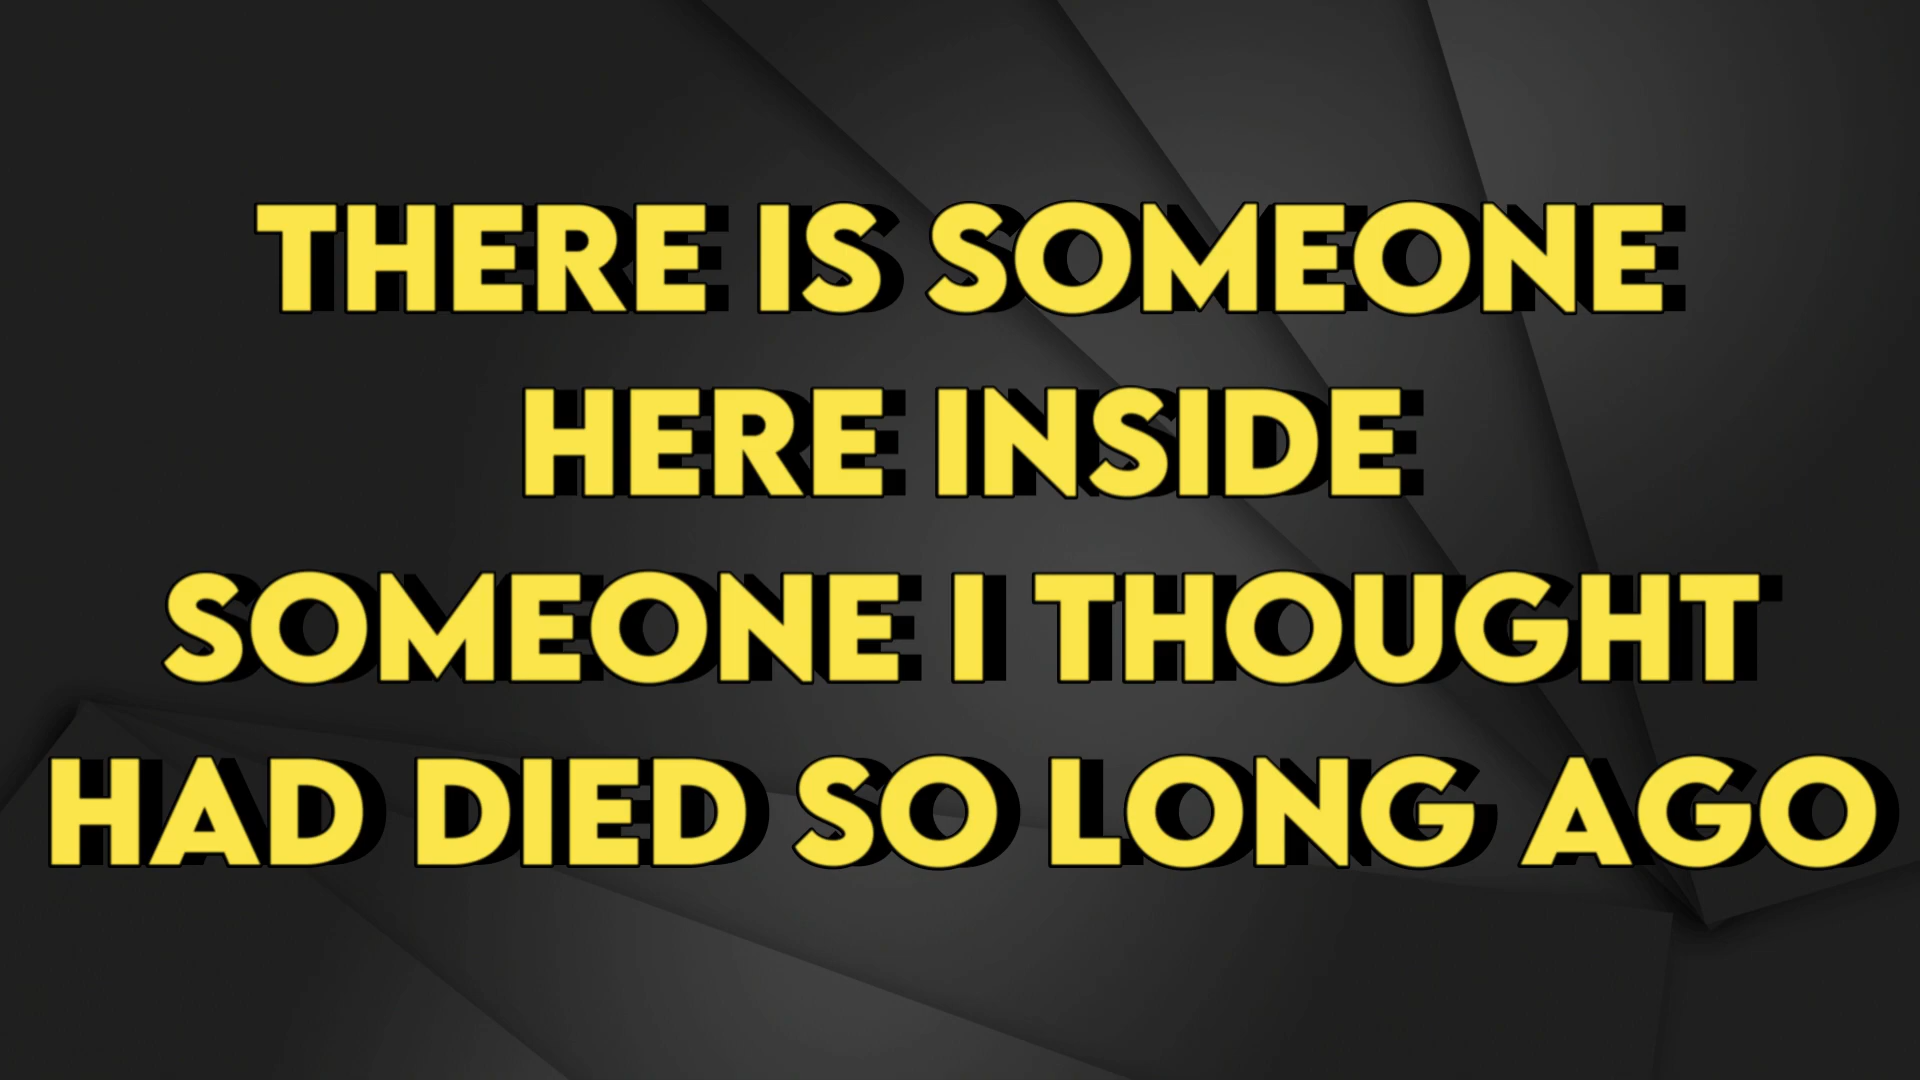 THERE IS SOMEONE
HERE INSIDE
SOMEONE I THOUGHT
HAD DIED SO LONG AGO